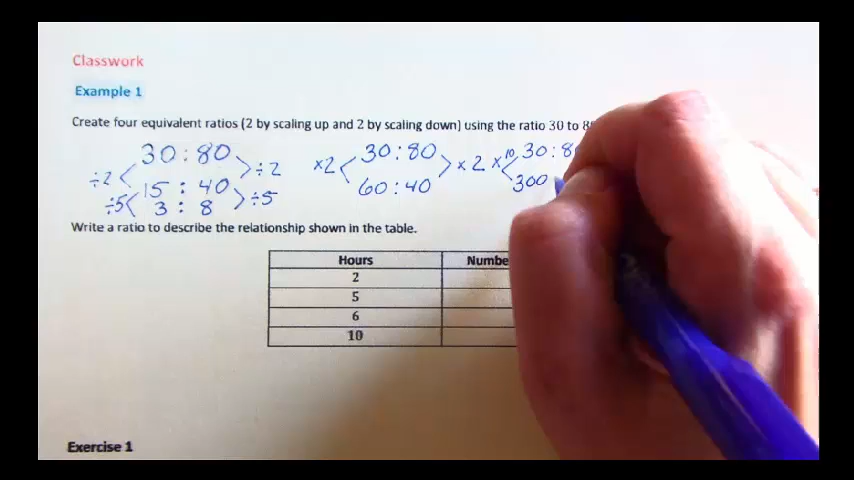 Classwork
Example 1
Create four equivalent ratios (2 by scaling up and 2 by scaling down) using the ratio 30 to 8
30 : 80 30 : 80 ×10 30 : 8
÷2 ÷2 ×2 × 2
15 : 40 60 : 40 300
÷5 3 : 8 ÷5
Write a ratio to describe the relationship shown in the table.
Hours Numbe
2
5
6
10
Exercise 1